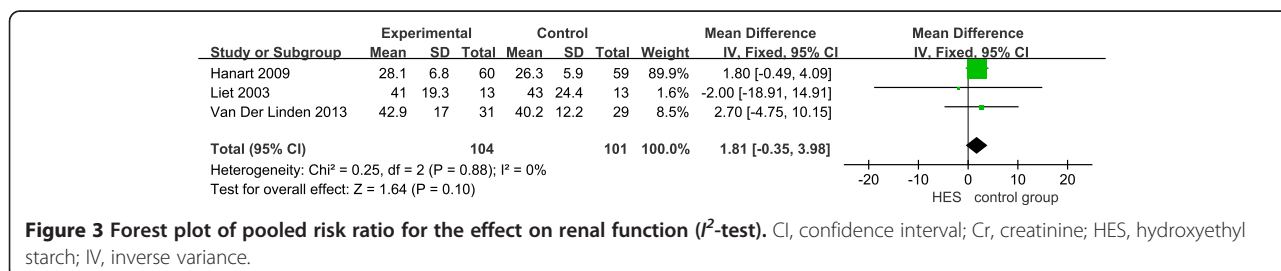 Experimental Control Mean Difference Mean Difference
Study or Subgroup Mean SD Total Mean SD Total Weight IV, Fixed, 95% CI IV, Fixed, 95% CI
Hanart 2009 28.1 6.8 60 26.3 5.9 59 89.9% 1.80 [-0.49, 4.09]
Liet 2003 41 19.3 13 43 24.4 13 1.6% -2.00 [-18.91, 14.91]
Van Der Linden 2013 42.9 17 31 40.2 12.2 29 8.5% 2.70 [-4.75, 10.15]
Total (95% CI) 104 101 100.0% 1.81 [-0.35, 3.98]
Heterogeneity: Chi² = 0.25, df = 2 (P = 0.88); I² = 0%
Test for overall effect: Z = 1.64 (P = 0.10)
-20 -10 0 10 20
HES control group
Figure 3 Forest plot of pooled risk ratio for the effect on renal function (I²-test). CI, confidence interval; Cr, creatinine; HES, hydroxyethyl
starch; IV, inverse variance.